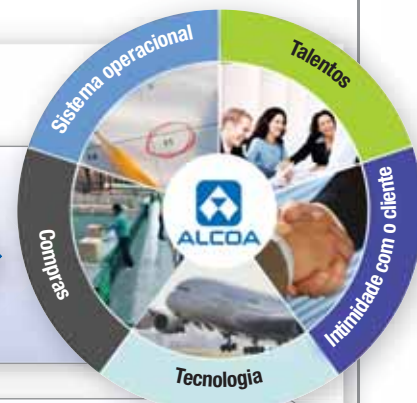 Sistema operacional
Talentos
Intimidade com o cliente
Tecnologia
Compras
ALCOA